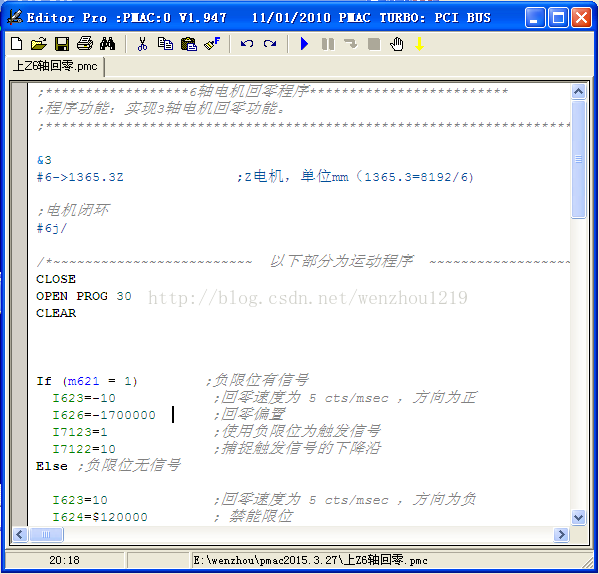 Editor Pro :PMAC:0 V1.947   11/01/2010 PMAC TURBO: PCI BUS
上Z6轴回零.pmc
;******************6轴电机回零程序*************************
;程序功能：实现3轴电机回零功能。
;*******************************************************************
&3
#6->1365.3Z                ;Z电机，单位mm（1365.3=8192/6)
;电机闭环
#6j/
/*~~~~~~~~~~~~~~~~~~~~~~~~~  以下部分为运动程序  ~~~~~~~~~~~~~~~~~~
CLOSE
OPEN PROG 30
CLEAR
http://blog.csdn.net/wenzhou1219
If (m621 = 1)        ;负限位有信号
I623=-10            ;回零速度为 5 cts/msec ，方向为正
I626=-1700000       ;回零偏置
I7123=1             ;使用负限位为触发信号
I7122=10            ;捕捉触发信号的下降沿
Else ;负限位无信号
I623=10             ;回零速度为 5 cts/msec ，方向为负
I624=$120000        ; 禁能限位
20:18
E:\wenzhou\pmac2015.3.27\上Z6轴回零.pmc